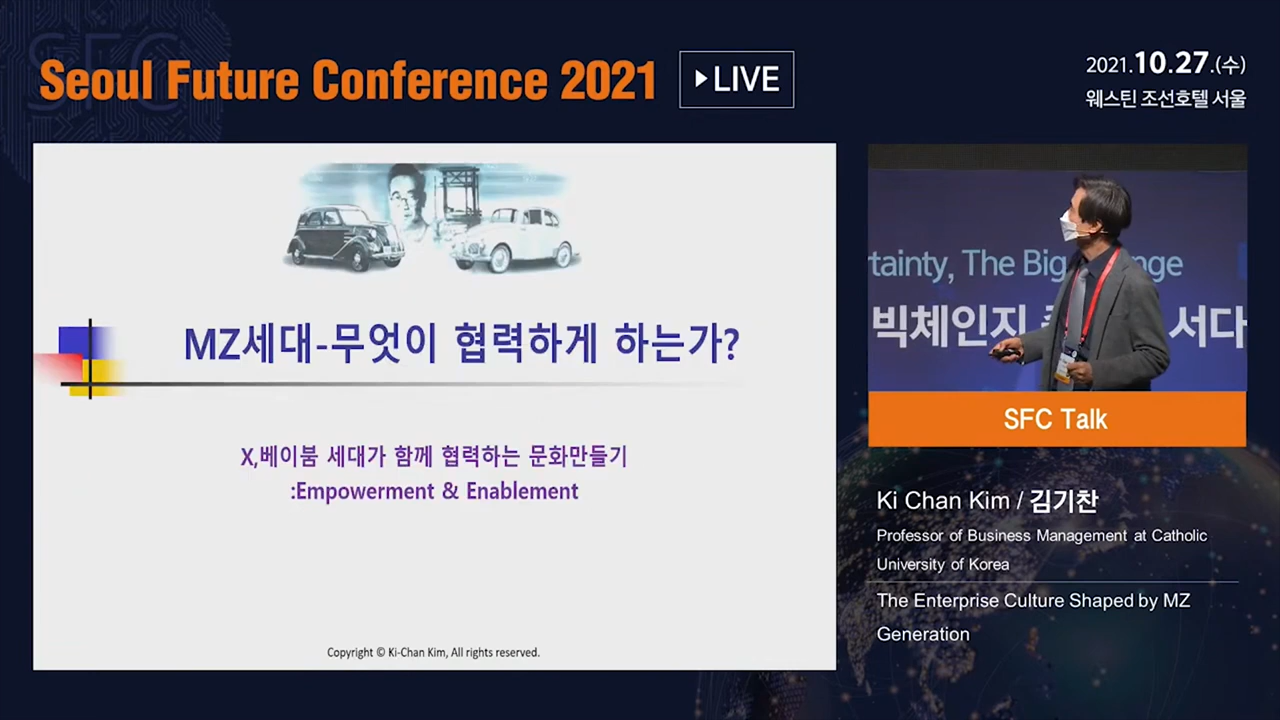 Seoul Future Conference 2021
LIVE
2021.10.27.(수)
웨스틴 조선호텔 서울
MZ세대-무엇이 협력하게 하는가?
X,베이붐 세대가 함께 협력하는 문화만들기
:Empowerment & Enablement
Copyright © Ki-Chan Kim, All rights reserved.
tainty, The Big
nge
빅체인지
서다
SFC Talk
Ki Chan Kim / 김기찬
Professor of Business Management at Catholic
University of Korea
The Enterprise Culture Shaped by MZ
Generation
SFC